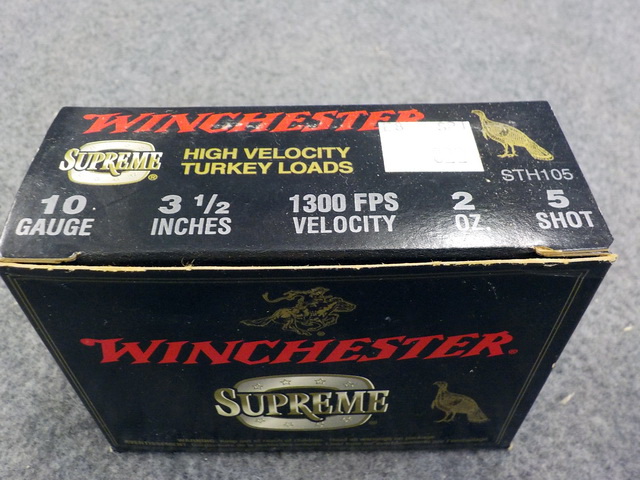 WINCHESTER
SUPREME®
HIGH VELOCITY
TURKEY LOADS
STH105
10 GAUGE
3 1/2 INCHES
1300 FPS VELOCITY
2 OZ.
5 SHOT
WINCHESTER®
SUPREME